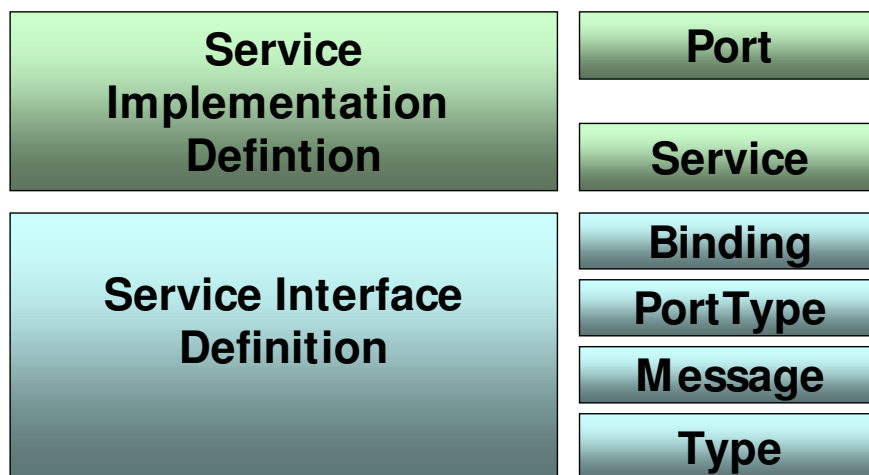 Service
Implementation
Defintion
Port
Service
Service Interface
Definition
Binding
PortType
Message
Type